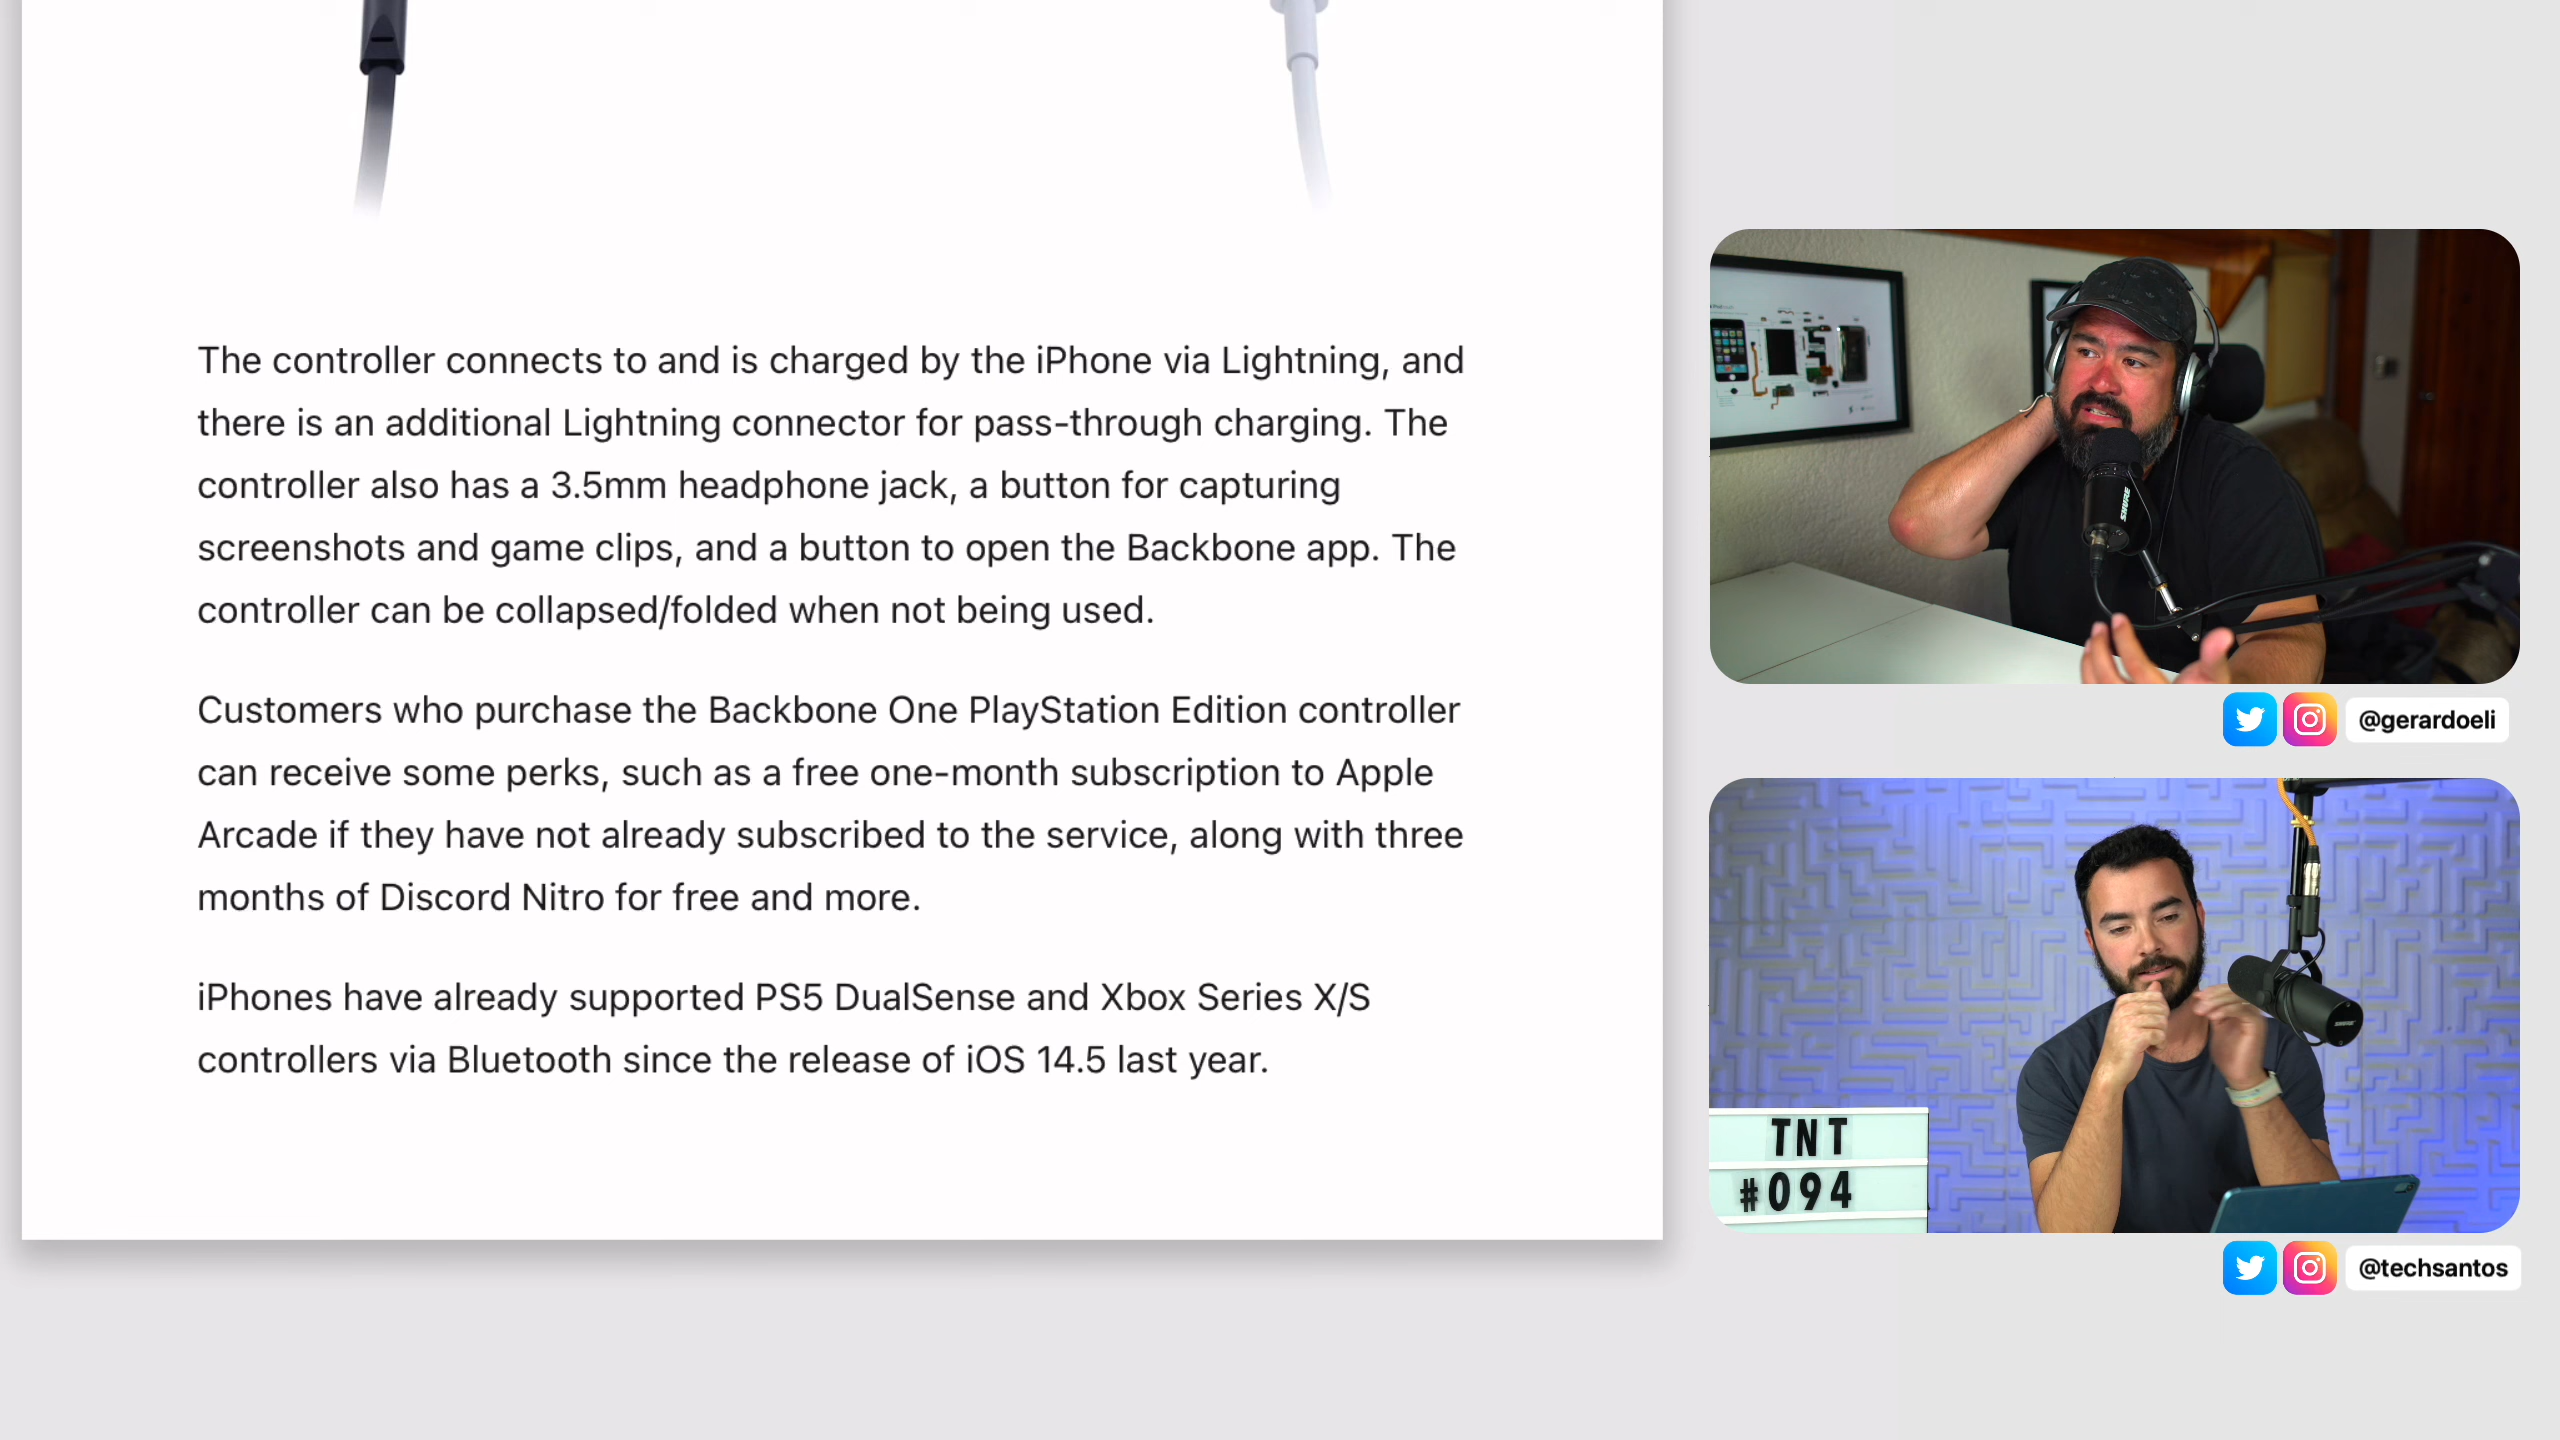 The controller connects to and is charged by the iPhone via Lightning, and
there is an additional Lightning connector for pass-through charging. The
controller also has a 3.5mm headphone jack, a button for capturing
screenshots and game clips, and a button to open the Backbone app. The
controller can be collapsed/folded when not being used.
Customers who purchase the Backbone One PlayStation Edition controller
can receive some perks, such as a free one-month subscription to Apple
Arcade if they have not already subscribed to the service, along with three
months of Discord Nitro for free and more.
iPhones have already supported PS5 DualSense and Xbox Series X/S
controllers via Bluetooth since the release of iOS 14.5 last year.
SHURE
@gerardoeli
SHURE
TNT
#094
@techsantos